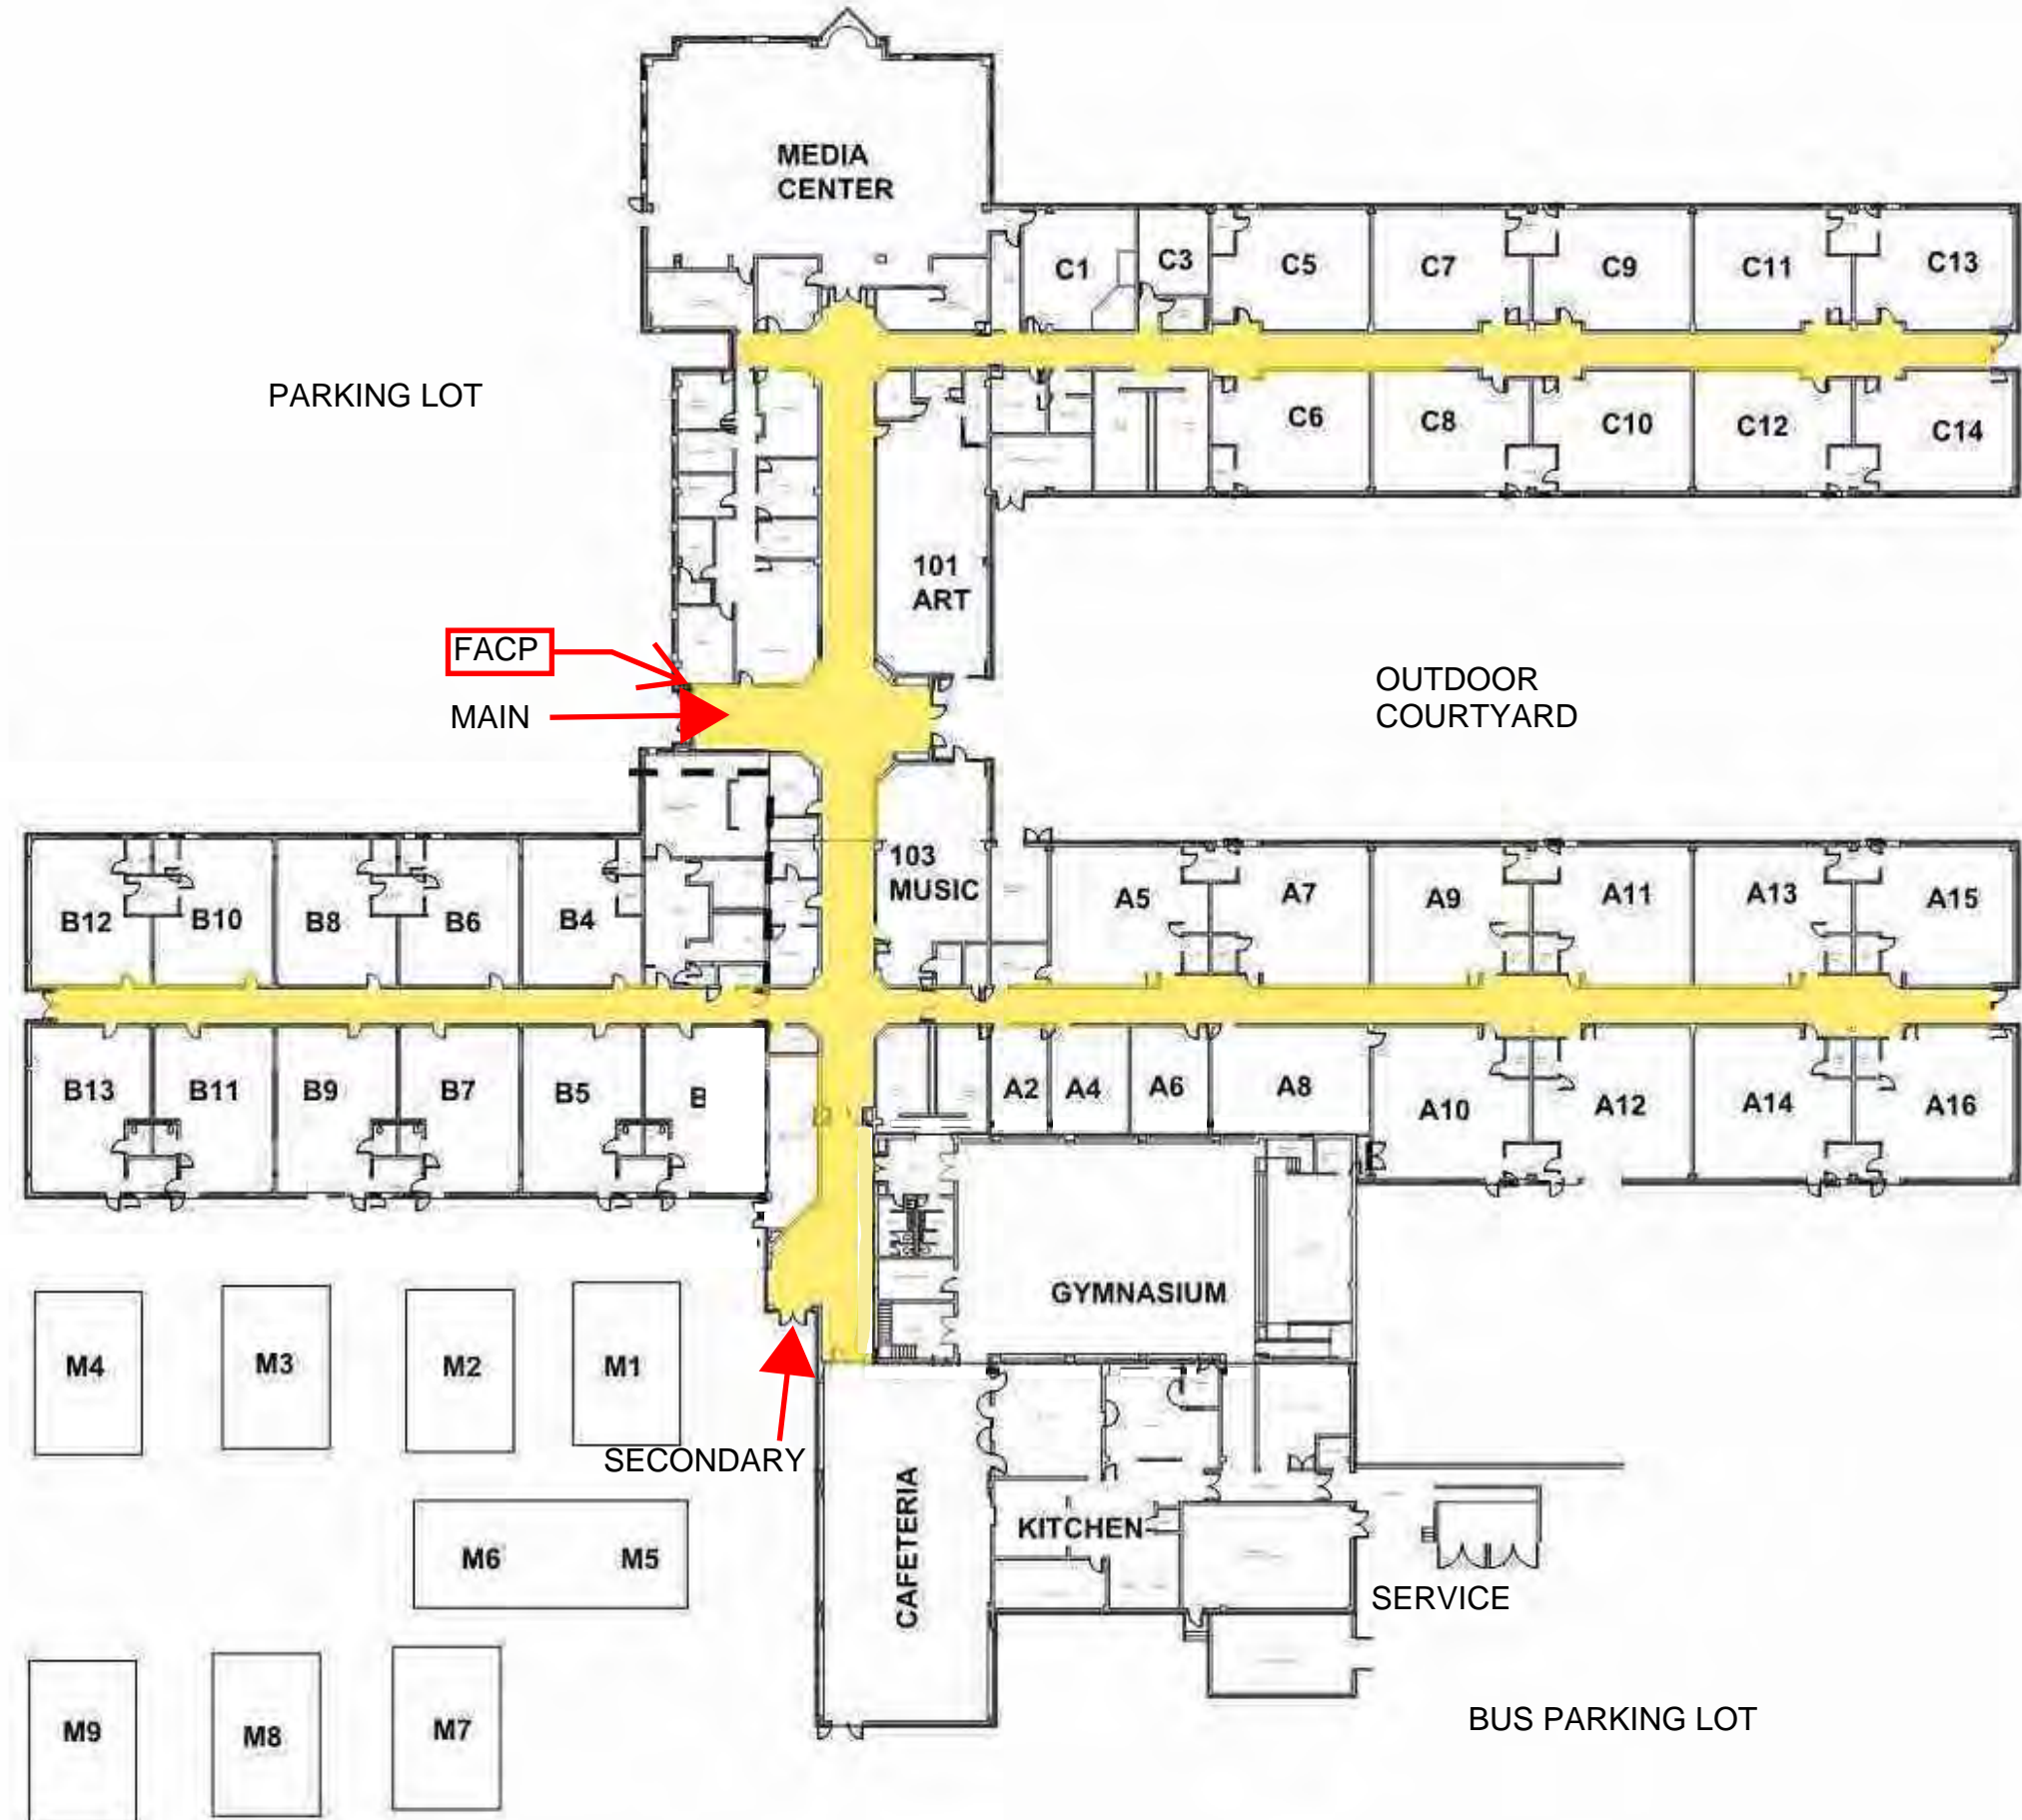 MEDIA
CENTER
C1
C3
C5
C7
C9
C11
C13
PARKING LOT
C6
C8
C10
C12
C14
101
ART
FACP
MAIN
OUTDOOR
COURTYARD
103
MUSIC
B12
B10
B8
B6
B4
A5
A7
A9
A11
A13
A15
B13
B11
B9
B7
B5
B
A2
A4
A6
A8
A10
A12
A14
A16
GYMNASIUM
M4
M3
M2
M1
SECONDARY
CAFETERIA
KITCHEN
M6
M5
SERVICE
M9
M8
M7
BUS PARKING LOT